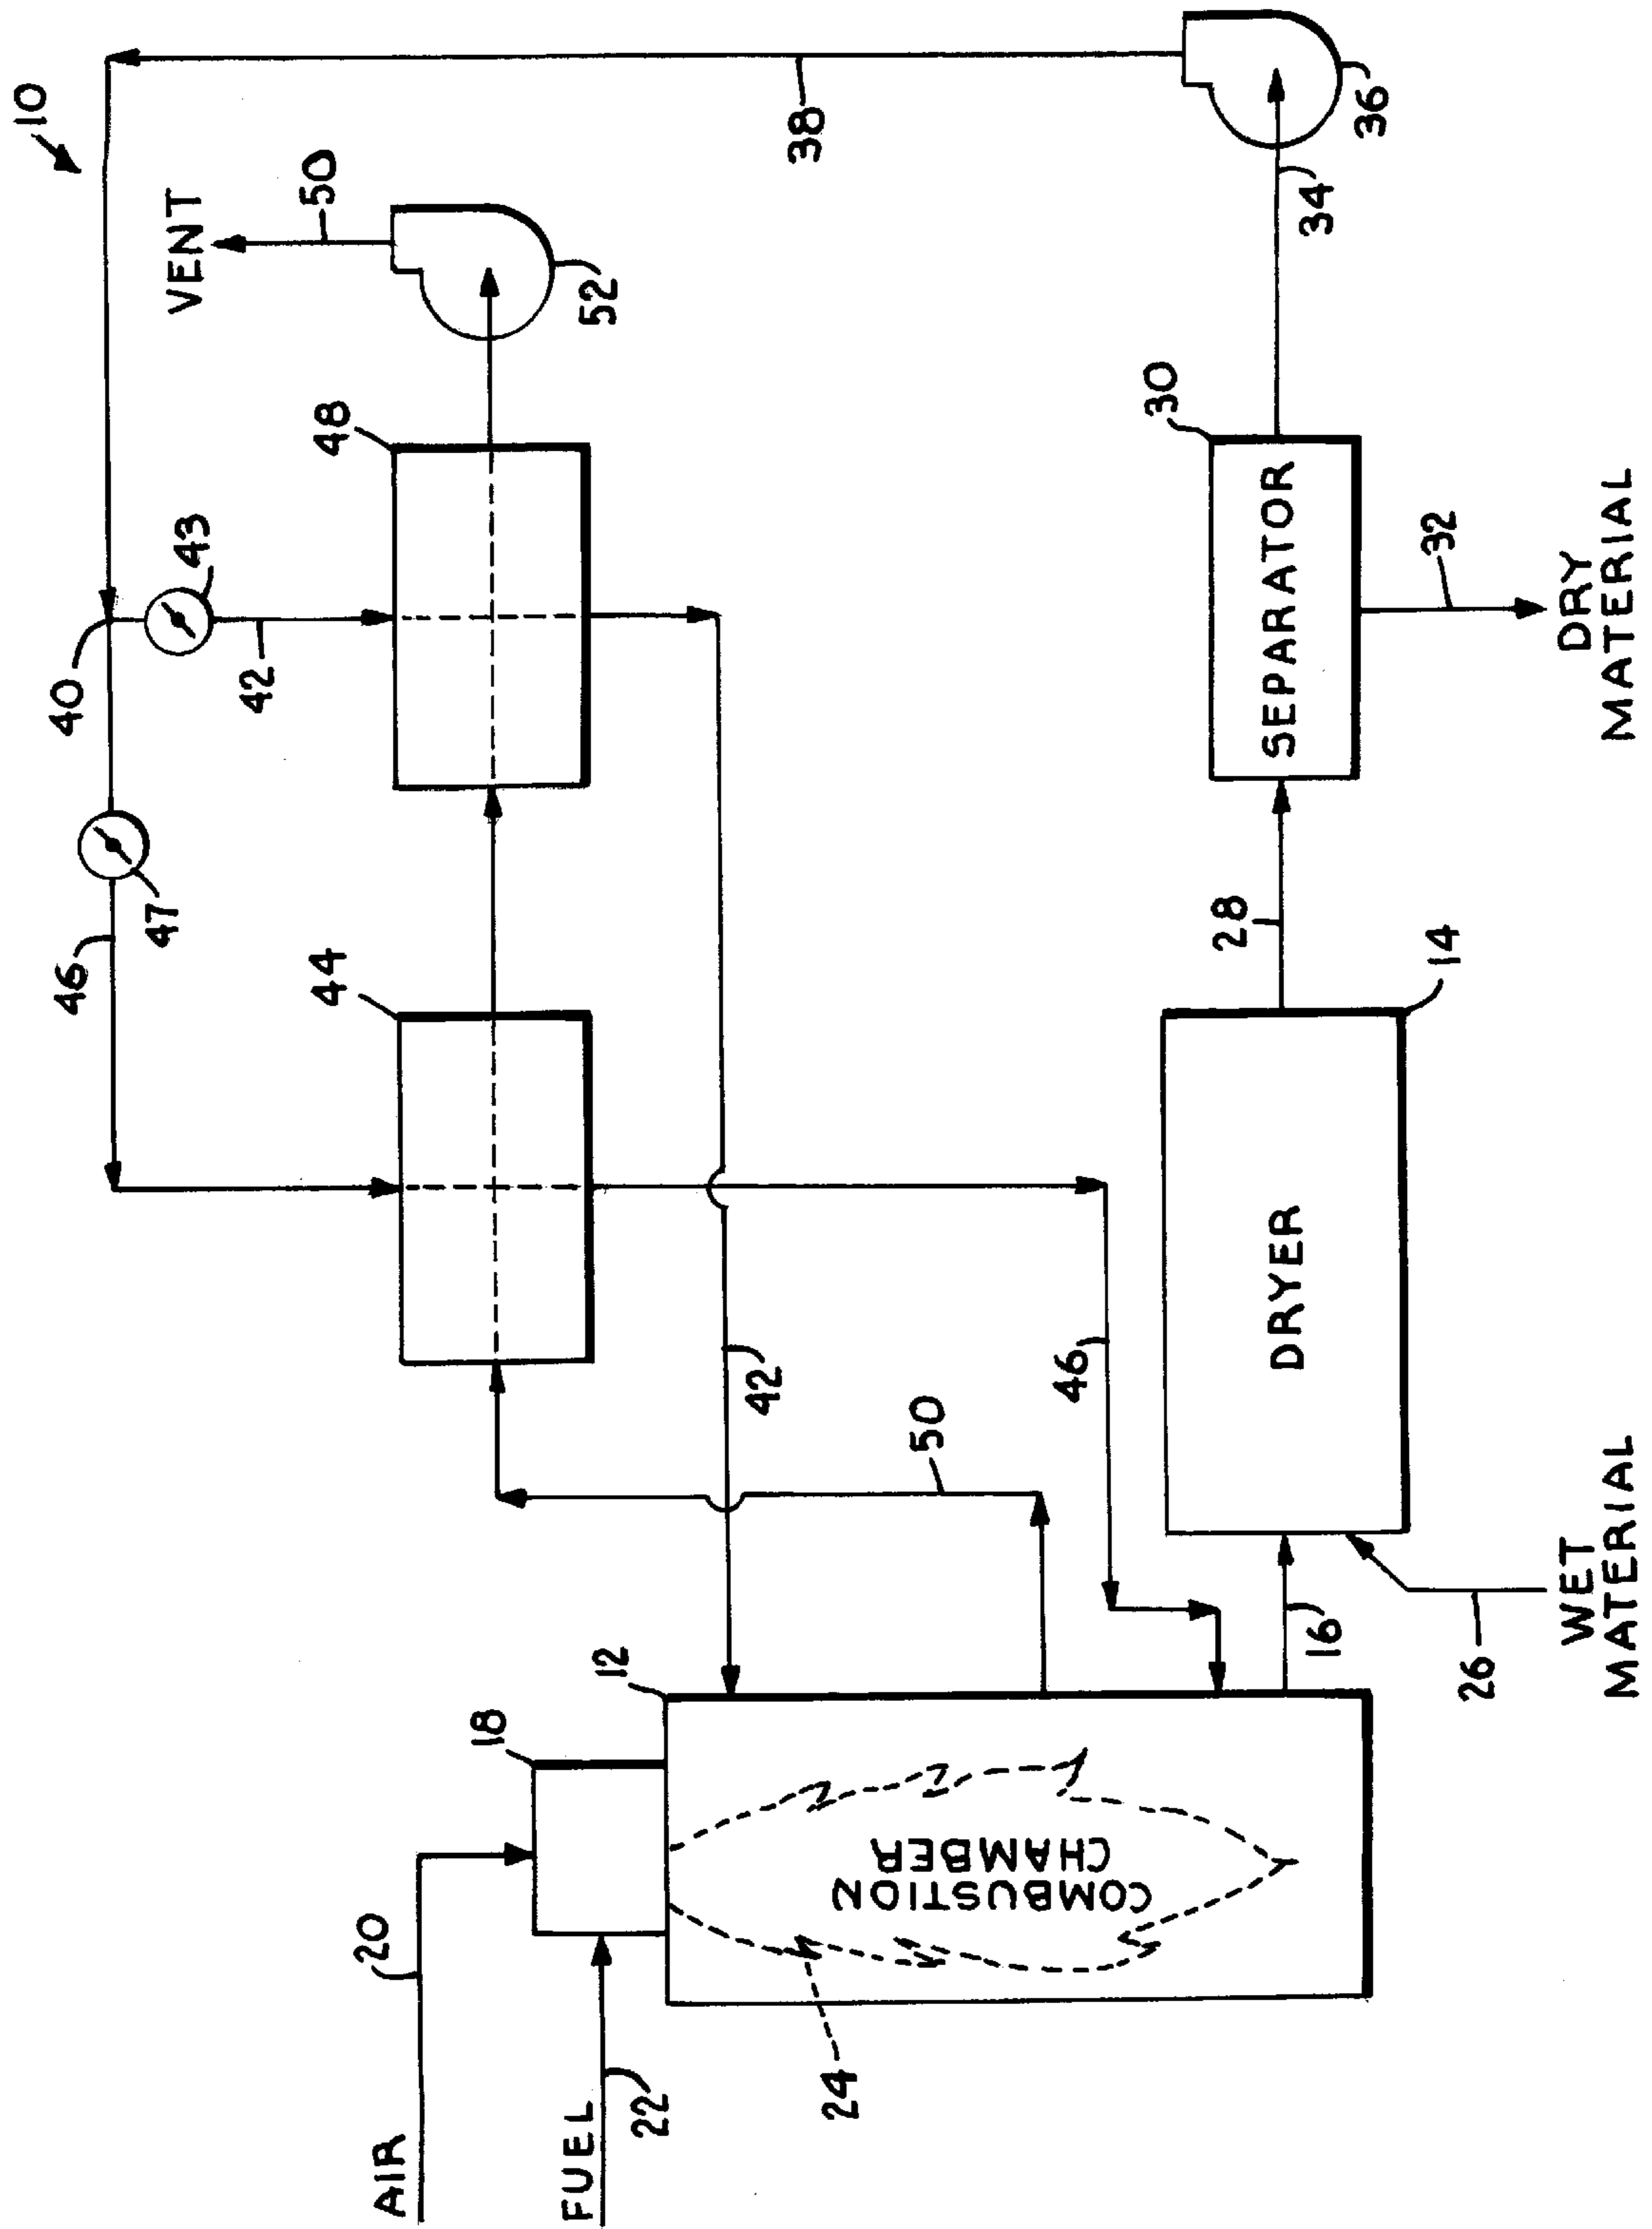 10
VENT
50
38
52
36
34
40
43
42
48
30
SEPARATOR
32
DRY
MATERIAL
46
47
44
28
14
DRYER
42
46
50
16
26
WET
MATERIAL
12
18
COMBUSTION
CHAMBER
24
AIR
20
FUEL
22